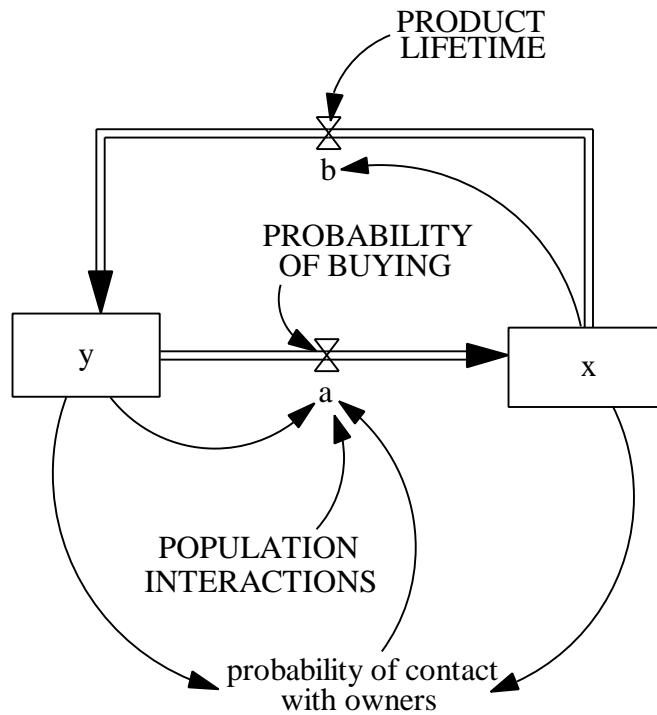 PRODUCT
LIFETIME
b
PROBABILITY
OF BUYING
y
x
a
POPULATION
INTERACTIONS
probability of contact
with owners